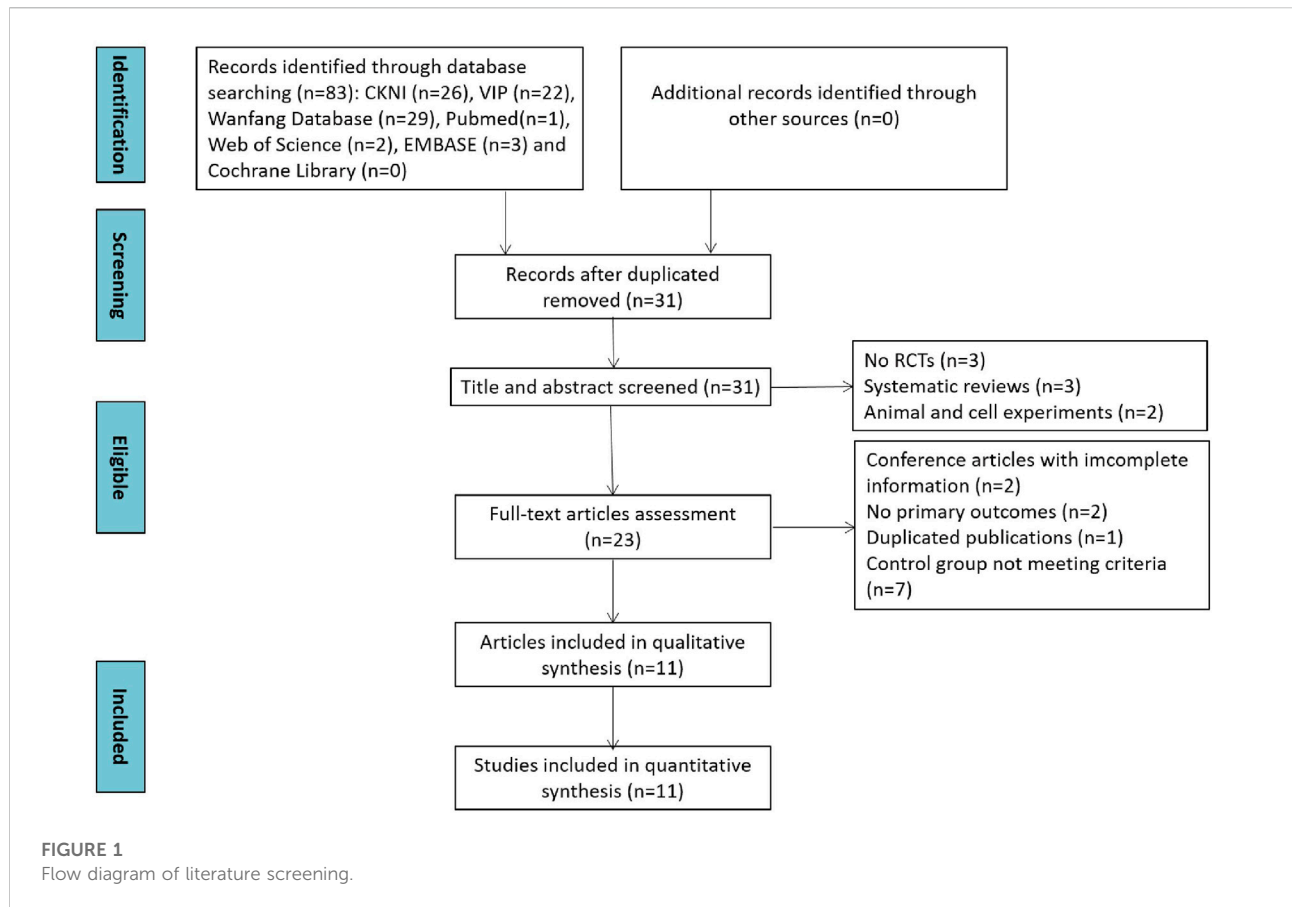 Identification
Records identified through database
searching (n=83): CKNI (n=26), VIP (n=22),
Wanfang Database (n=29), Pubmed(n=1),
Web of Science (n=2), EMBASE (n=3) and
Cochrane Library (n=0)
Additional records identified through
other sources (n=0)
Screening
Records after duplicated
removed (n=31)
Title and abstract screened (n=31)
No RCTs (n=3)
Systematic reviews (n=3)
Animal and cell experiments (n=2)
Eligible
Full-text articles assessment
(n=23)
Conference articles with imcomplete
information (n=2)
No primary outcomes (n=2)
Duplicated publications (n=1)
Control group not meeting criteria
(n=7)
Articles included in qualitative
synthesis (n=11)
Included
Studies included in quantitative
synthesis (n=11)
FIGURE 1
Flow diagram of literature screening.